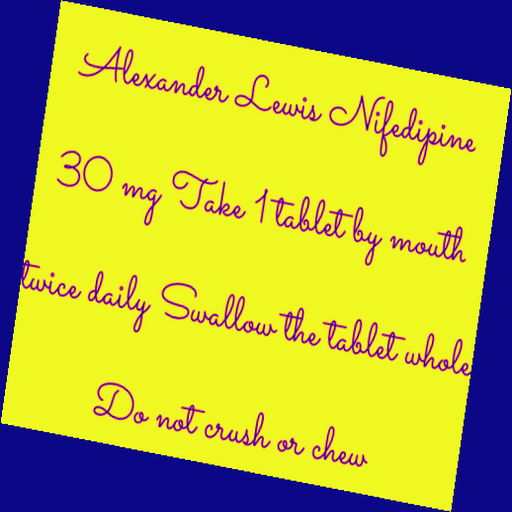 Alexander Lewis Nifedipine
30 mg Take 1 tablet by mouth
twice daily Swallow the tablet whole
Do not crush or chew